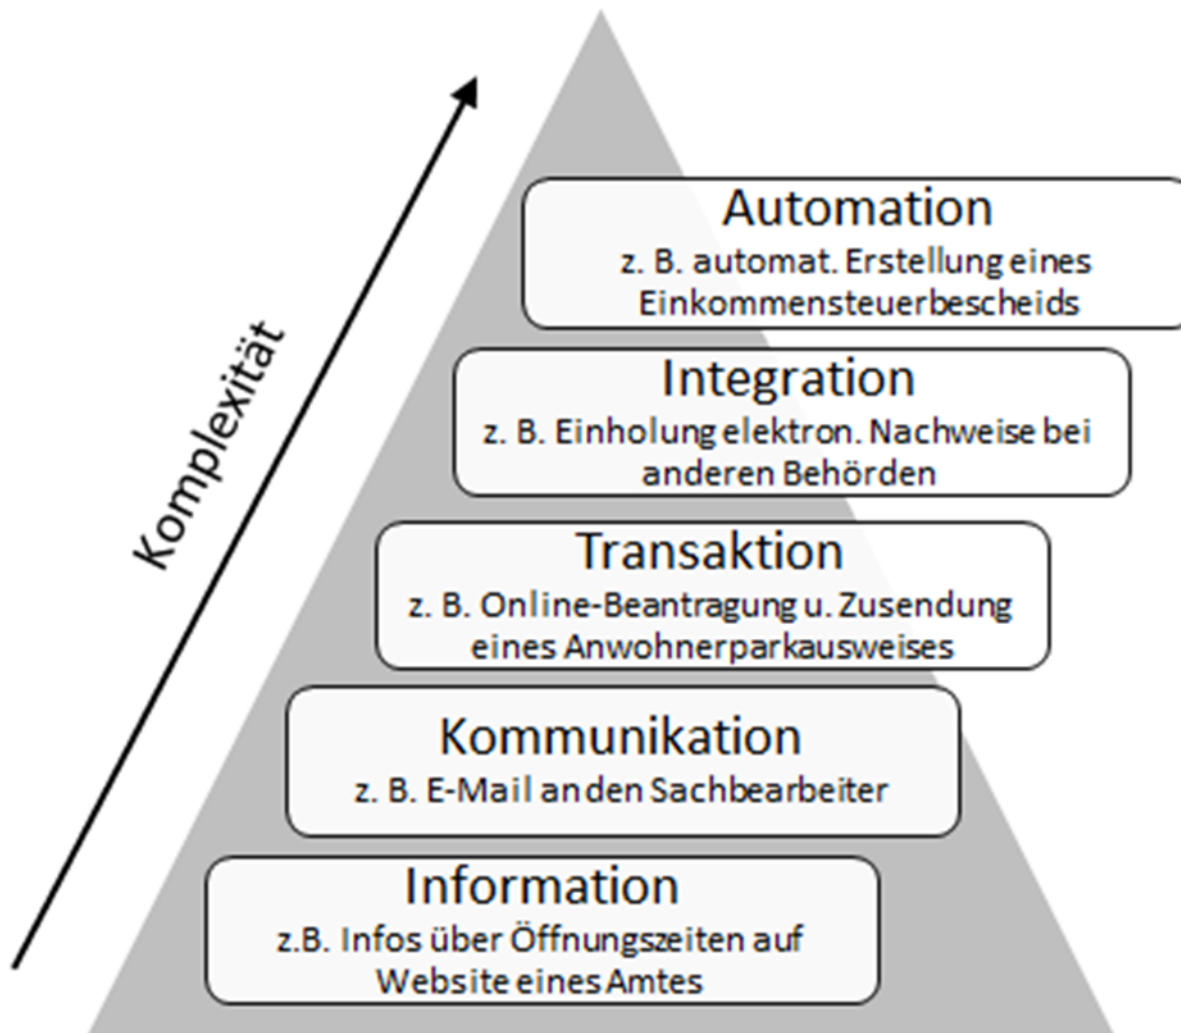 Komplexität
Automation
z. B. automat. Erstellung eines
Einkommensteuerbescheids
Integration
z. B. Einholung elektron. Nachweise bei
anderen Behörden
Transaktion
z. B. Online-Beantragung u. Zusendung
eines Anwohnerparkausweises
Kommunikation
z. B. E-Mail an den Sachbearbeiter
Information
z.B. Infos über Öffnungszeiten auf
Website eines Amtes